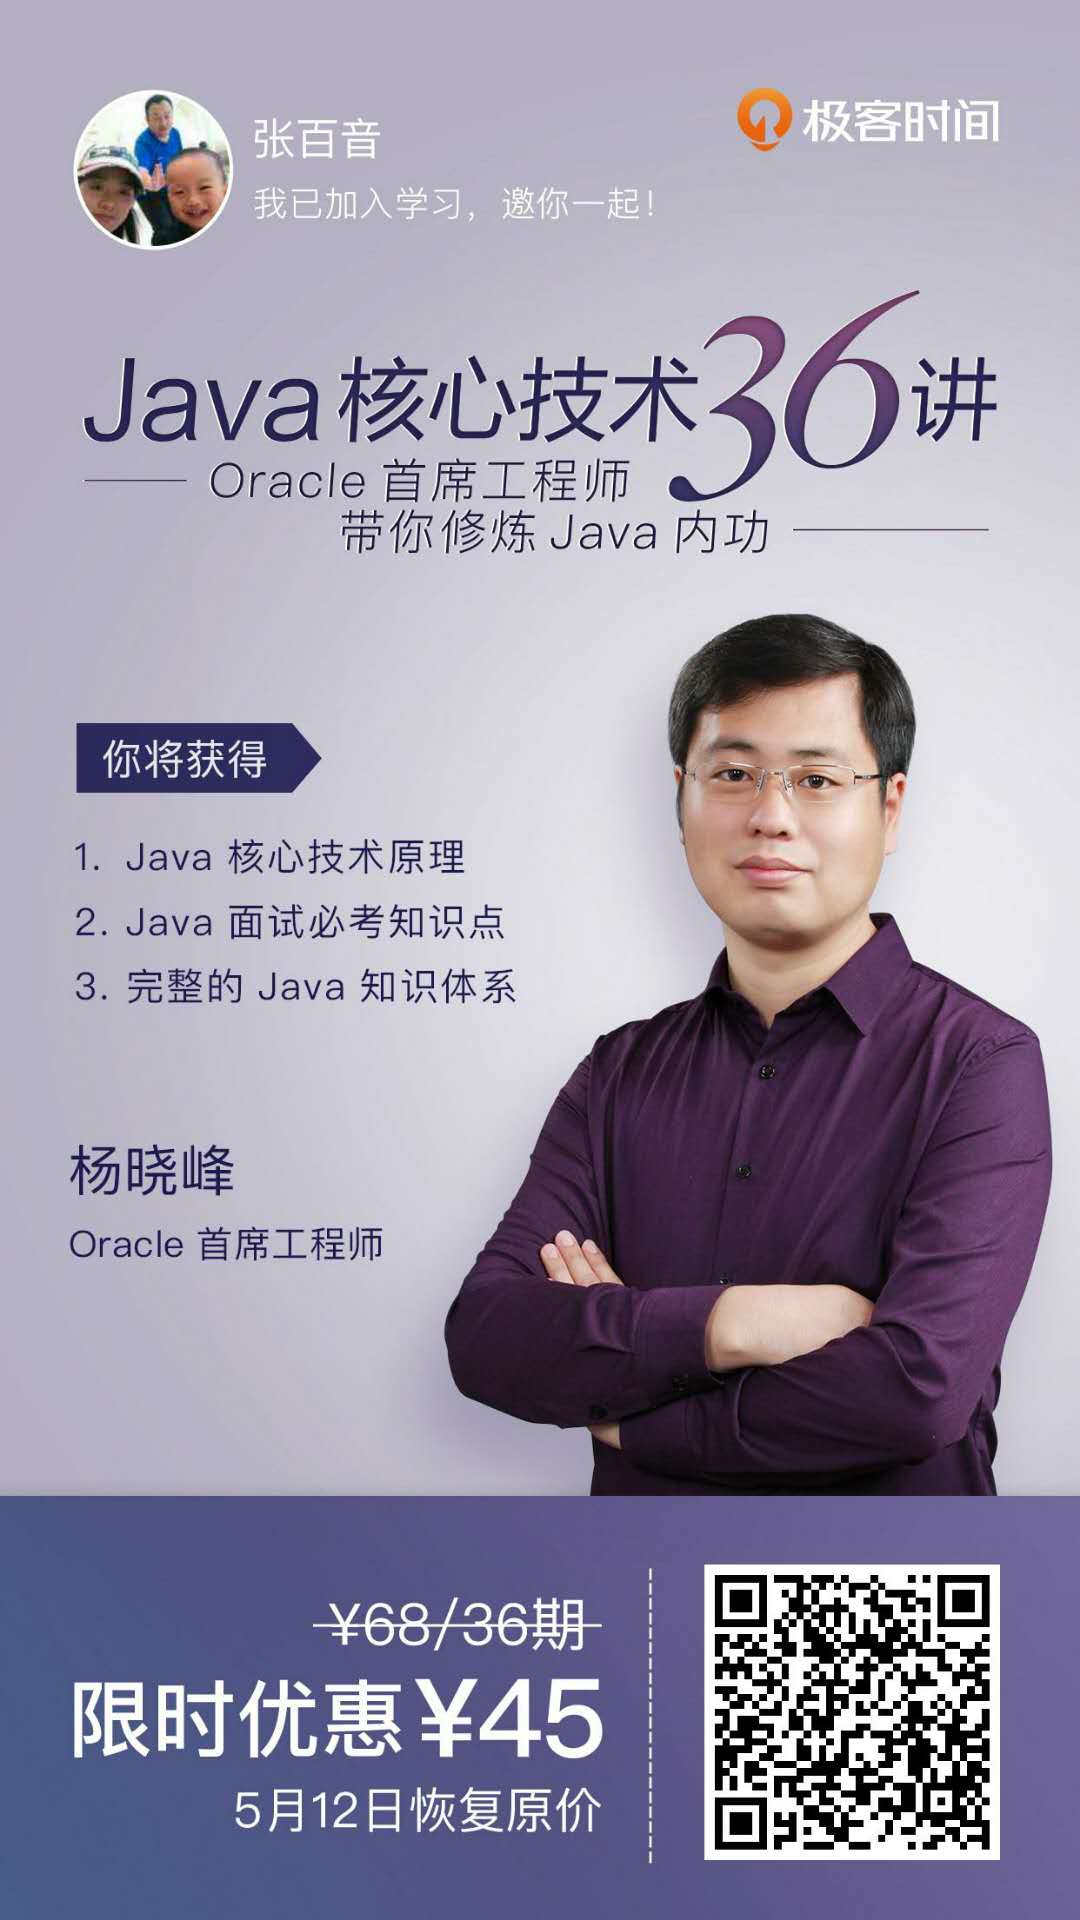 张百音
我已加入学习，邀你一起！
极客时间
Java 核心技术36讲
Oracle 首席工程师
带你修炼 Java 内功
你将获得
1. Java 核心技术原理
2. Java 面试必考知识点
3. 完整的 Java 知识体系
杨晓峰
Oracle 首席工程师
¥68/36期
限时优惠 ¥45
5月12日恢复原价